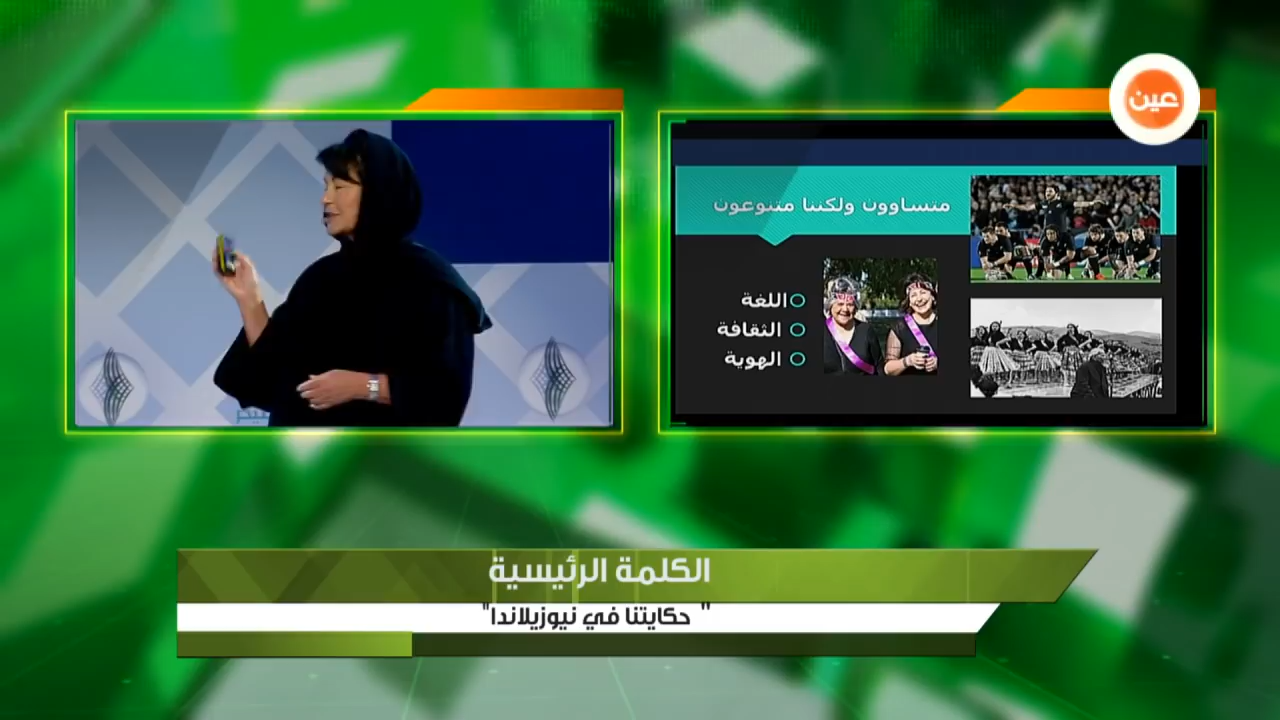 عين
متساوون ولكننا متنوعون
اللغة
الثقافة
الهوية
الكلمة الرئيسية
" حكايتنا في نيوزيلاندا"